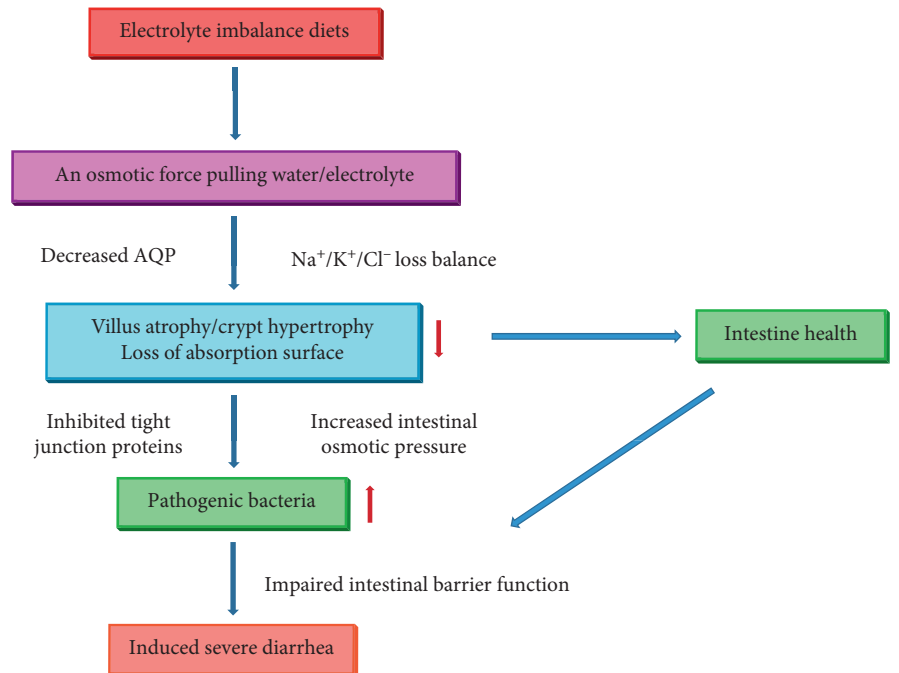 Electrolyte imbalance diets
An osmotic force pulling water/electrolyte
Decreased AQP
Na⁺/K⁺/Cl⁻ loss balance
Villus atrophy/crypt hypertrophy
Loss of absorption surface
Intestine health
Inhibited tight
junction proteins
Increased intestinal
osmotic pressure
Pathogenic bacteria
Impaired intestinal barrier function
Induced severe diarrhea